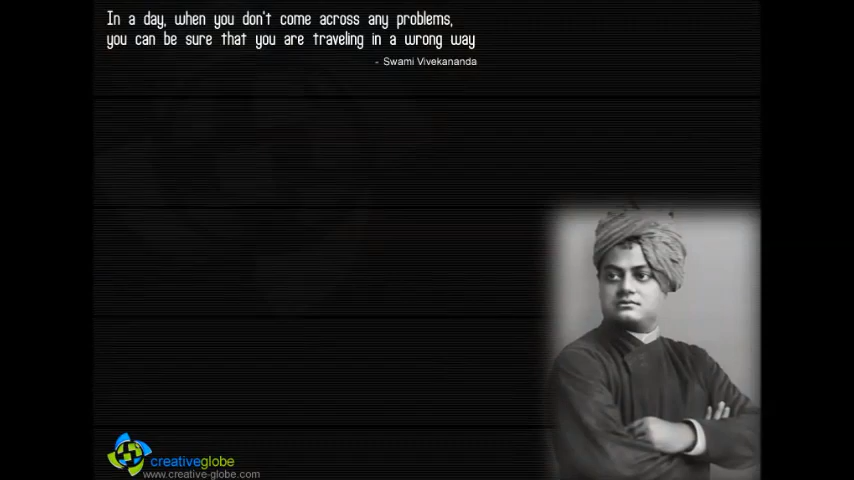 In a day, when you don't come across any problems,
you can be sure that you are traveling in a wrong way
- Swami Vivekananda
creativeglobe
www.creative-globe.com